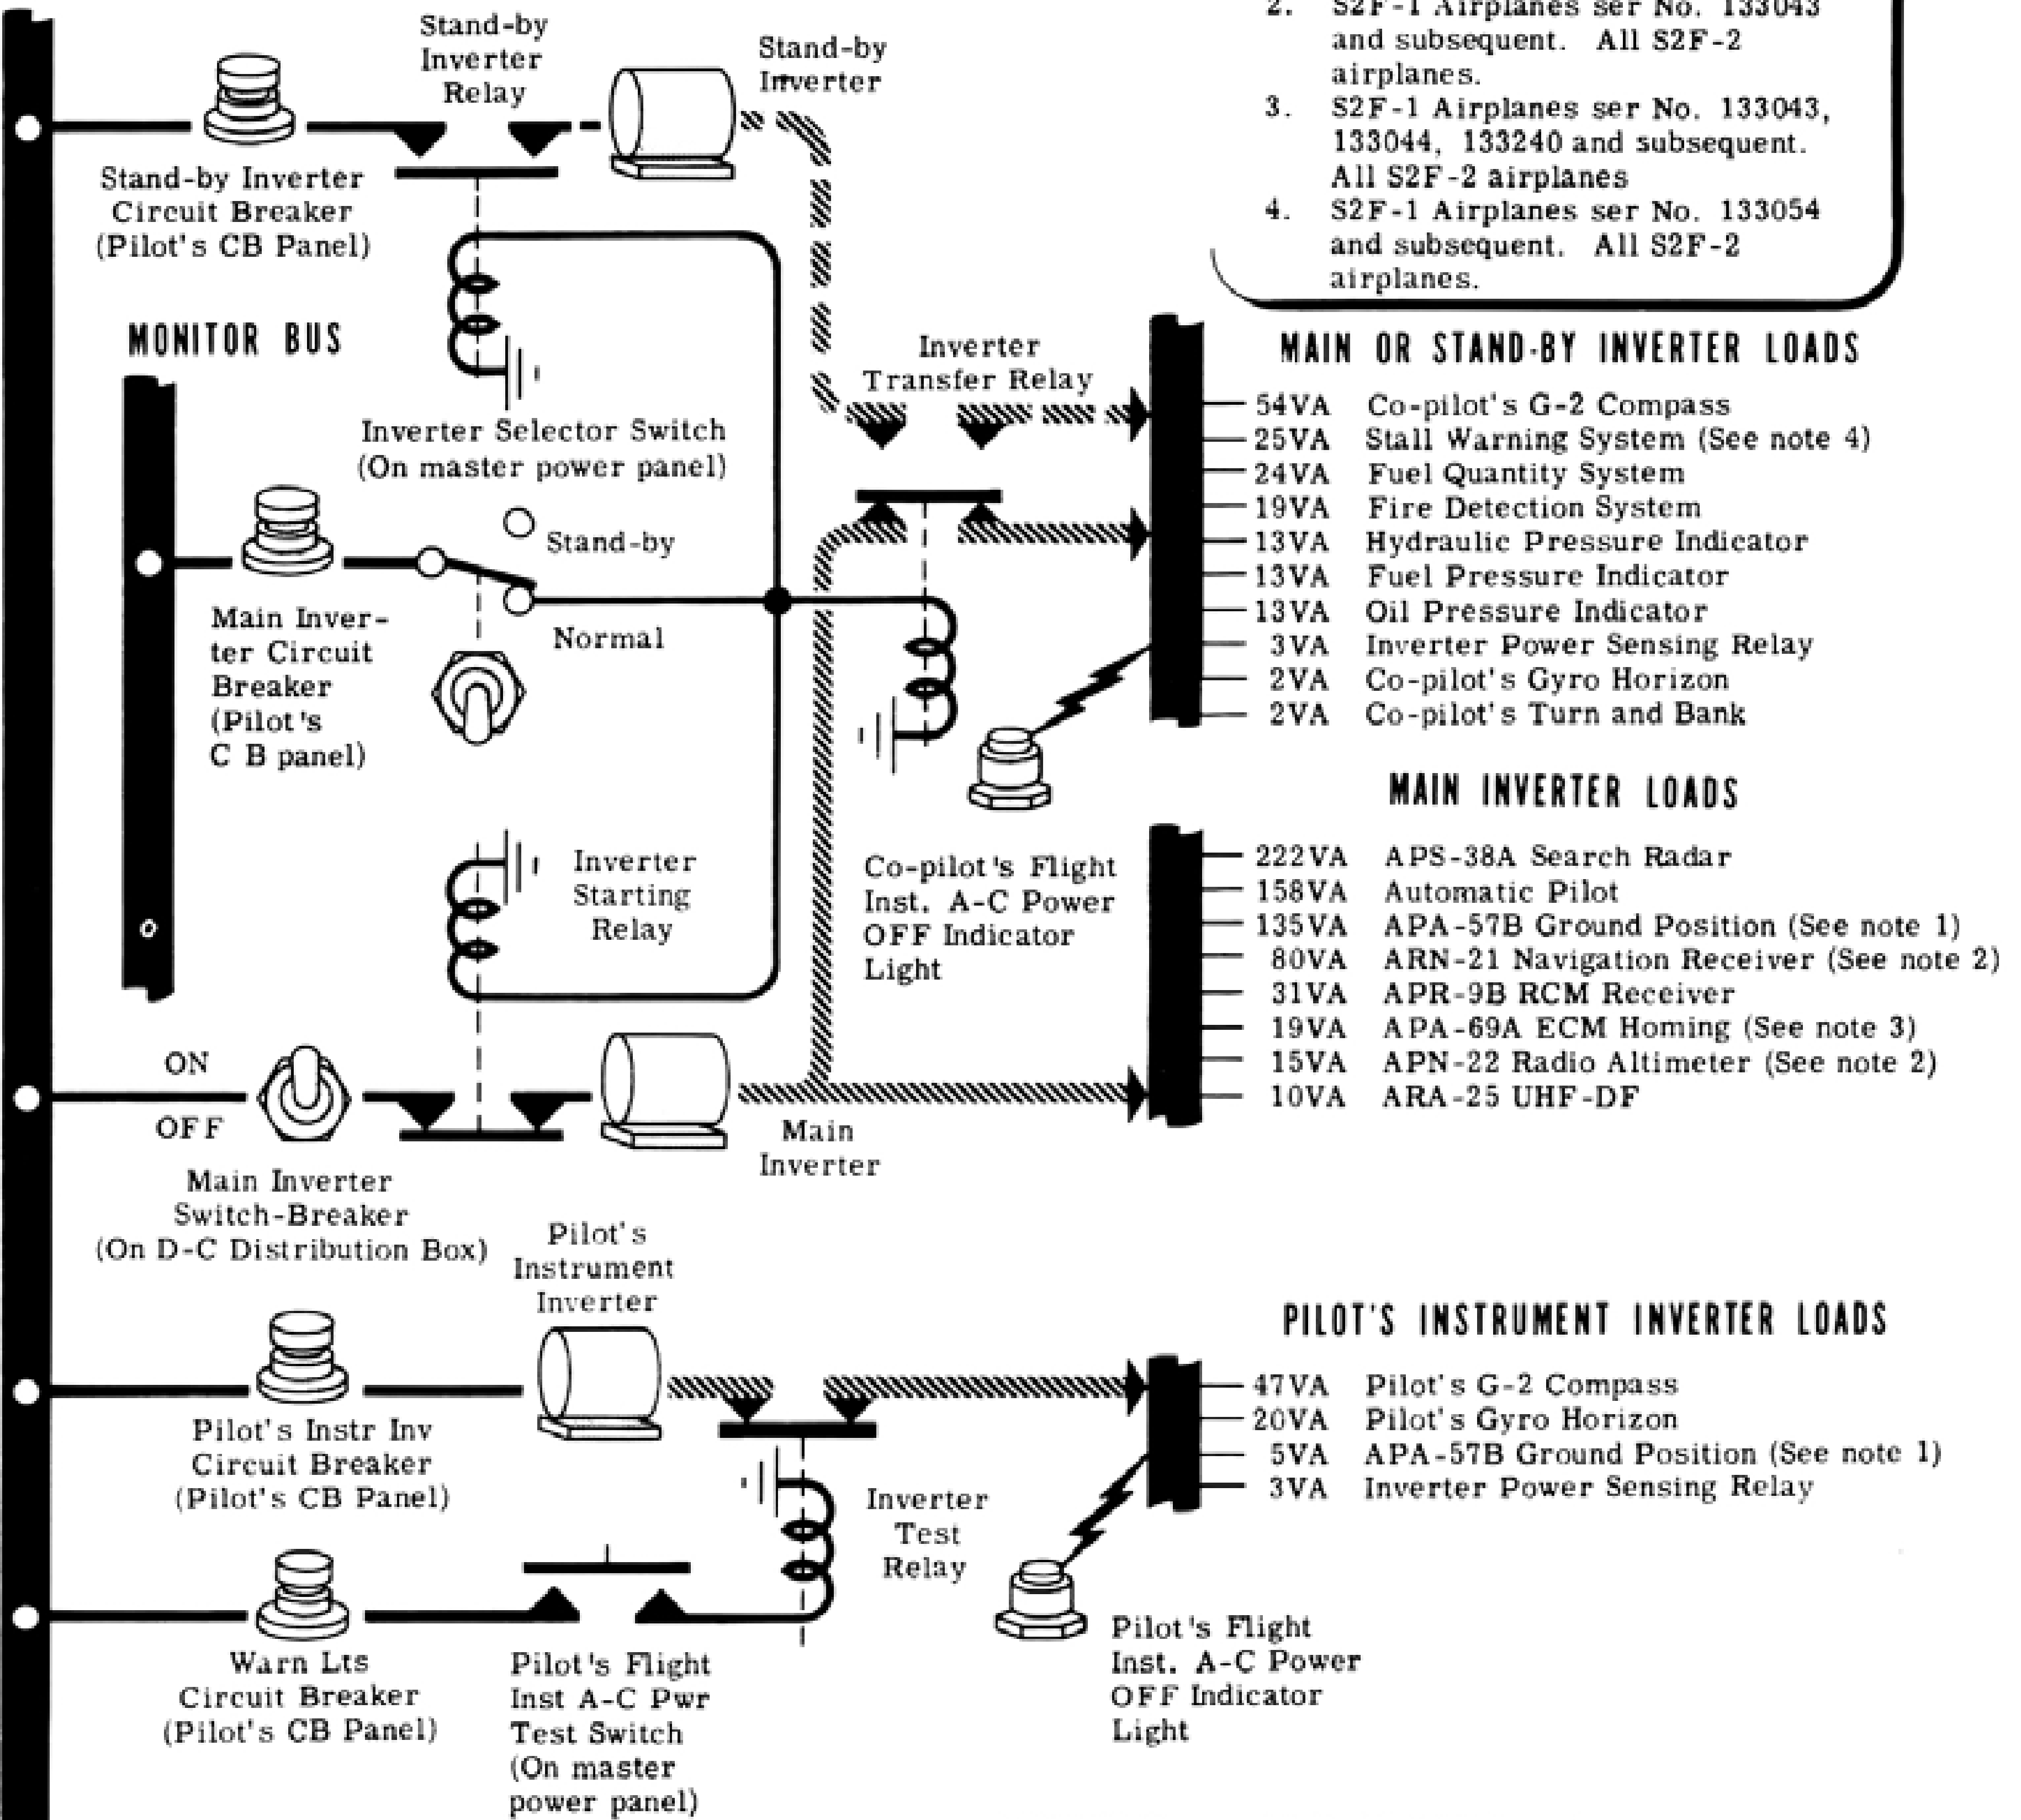 2. S2F-1 Airplanes ser No. 133043
and subsequent. All S2F-2
airplanes.
3. S2F-1 Airplanes ser No. 133043,
133044, 133240 and subsequent.
All S2F-2 airplanes
4. S2F-1 Airplanes ser No. 133054
and subsequent. All S2F-2
airplanes.
Stand-by
Inverter
Relay
Stand-by
Inverter
Stand-by Inverter
Circuit Breaker
(Pilot's CB Panel)
MONITOR BUS
Inverter Selector Switch
(On master power panel)
Stand-by
Normal
Main Inver-
ter Circuit
Breaker
(Pilot's
C B panel)
Inverter
Transfer Relay
MAIN OR STAND-BY INVERTER LOADS
54VA Co-pilot's G-2 Compass
25VA Stall Warning System (See note 4)
24VA Fuel Quantity System
19VA Fire Detection System
13VA Hydraulic Pressure Indicator
13VA Fuel Pressure Indicator
13VA Oil Pressure Indicator
3VA Inverter Power Sensing Relay
2VA Co-pilot's Gyro Horizon
2VA Co-pilot's Turn and Bank
Inverter
Starting
Relay
Co-pilot's Flight
Inst. A-C Power
OFF Indicator
Light
MAIN INVERTER LOADS
222VA APS-38A Search Radar
158VA Automatic Pilot
135VA APA-57B Ground Position (See note 1)
80VA ARN-21 Navigation Receiver (See note 2)
31VA APR-9B RCM Receiver
19VA APA-69A ECM Homing (See note 3)
15VA APN-22 Radio Altimeter (See note 2)
10VA ARA-25 UHF-DF
ON
OFF
Main Inverter
Switch-Breaker
(On D-C Distribution Box)
Main
Inverter
Pilot's
Instrument
Inverter
Pilot's Instr Inv
Circuit Breaker
(Pilot's CB Panel)
PILOT'S INSTRUMENT INVERTER LOADS
47VA Pilot's G-2 Compass
20VA Pilot's Gyro Horizon
5VA APA-57B Ground Position (See note 1)
3VA Inverter Power Sensing Relay
Inverter
Test
Relay
Warn Lts
Circuit Breaker
(Pilot's CB Panel)
Pilot's Flight
Inst A-C Pwr
Test Switch
(On master
power panel)
Pilot's Flight
Inst. A-C Power
OFF Indicator
Light